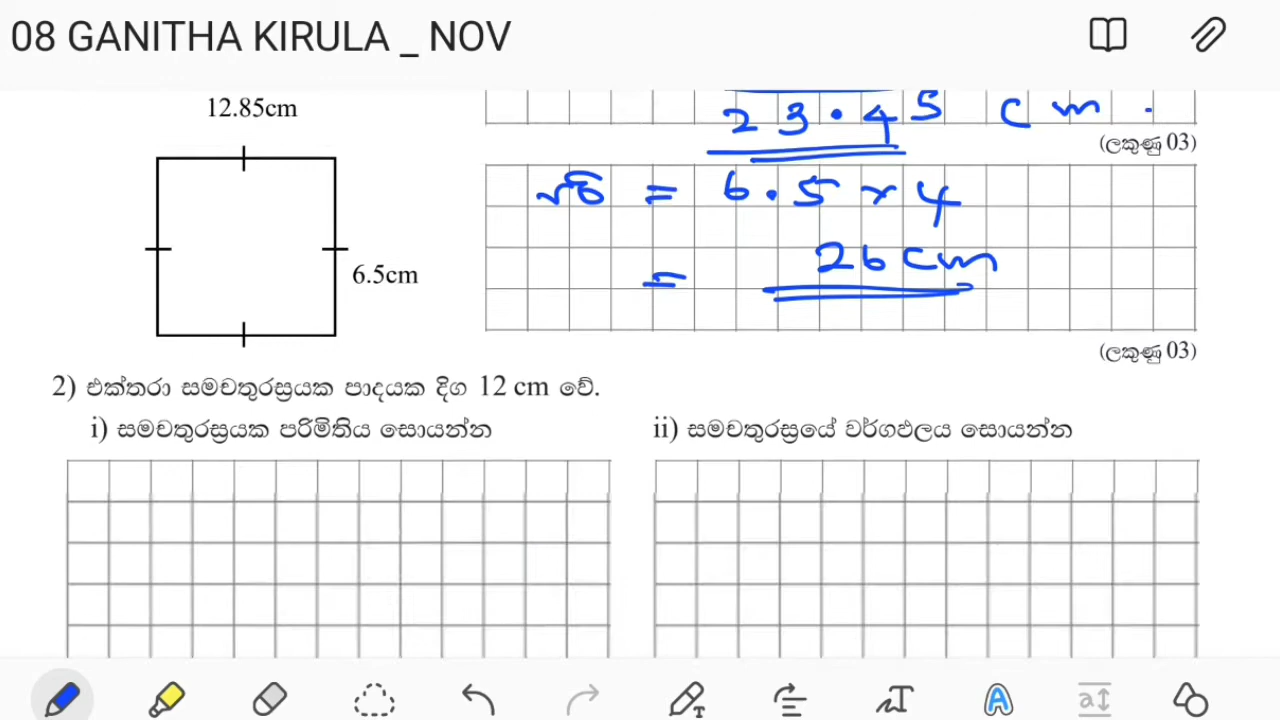 08 GANITHA KIRULA _ NOV
12.85cm
23.45 cm.
(ලකුණු 03)
= 6.5 × 4
6.5cm
= 26cm
(ලකුණු 03)
2) එක්තරා සමචතුරස්‍රයක පාදයක දිග 12 cm වේ.
i) සමචතුරස්‍රයක පරිමිතිය සොයන්න
ii) සමචතුරස්‍රයේ වර්ගඵලය සොයන්න
T
T
A
a